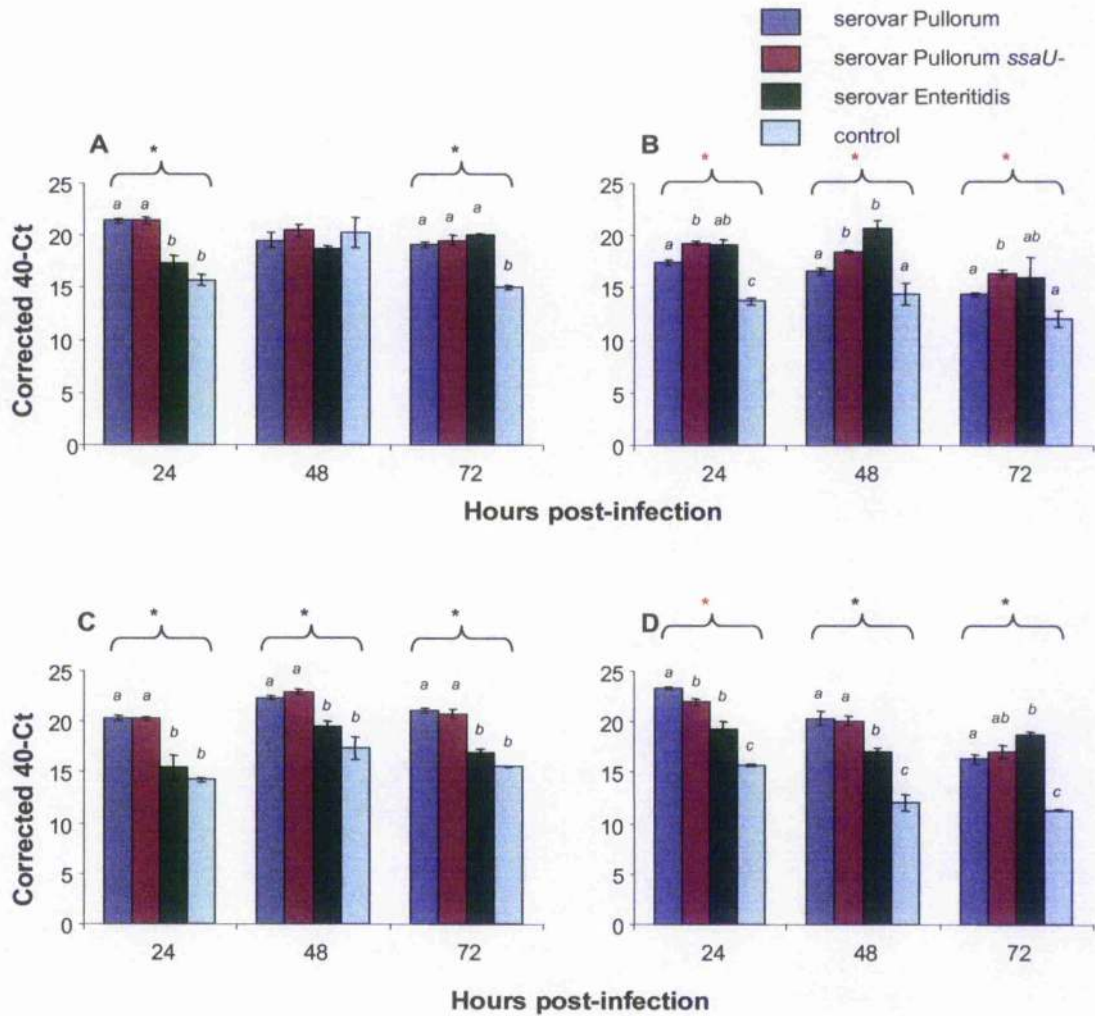 serovar Pullorum
serovar Pullorum ssaU-
serovar Enteritidis
control
A
*
*
Corrected 40-Ct
25
20
15
10
5
0
a a b b
a a a b
24 48 72
B
*
*
*
25
20
15
10
5
0
a b ab c
a b b a
a b ab a
24 48 72
Hours post-infection
C
*
*
*
Corrected 40-Ct
25
20
15
10
5
0
a a b b
a a b b
a a b b
24 48 72
D
*
*
*
25
20
15
10
5
0
a b b c
a a b c
a ab b c
24 48 72
Hours post-infection